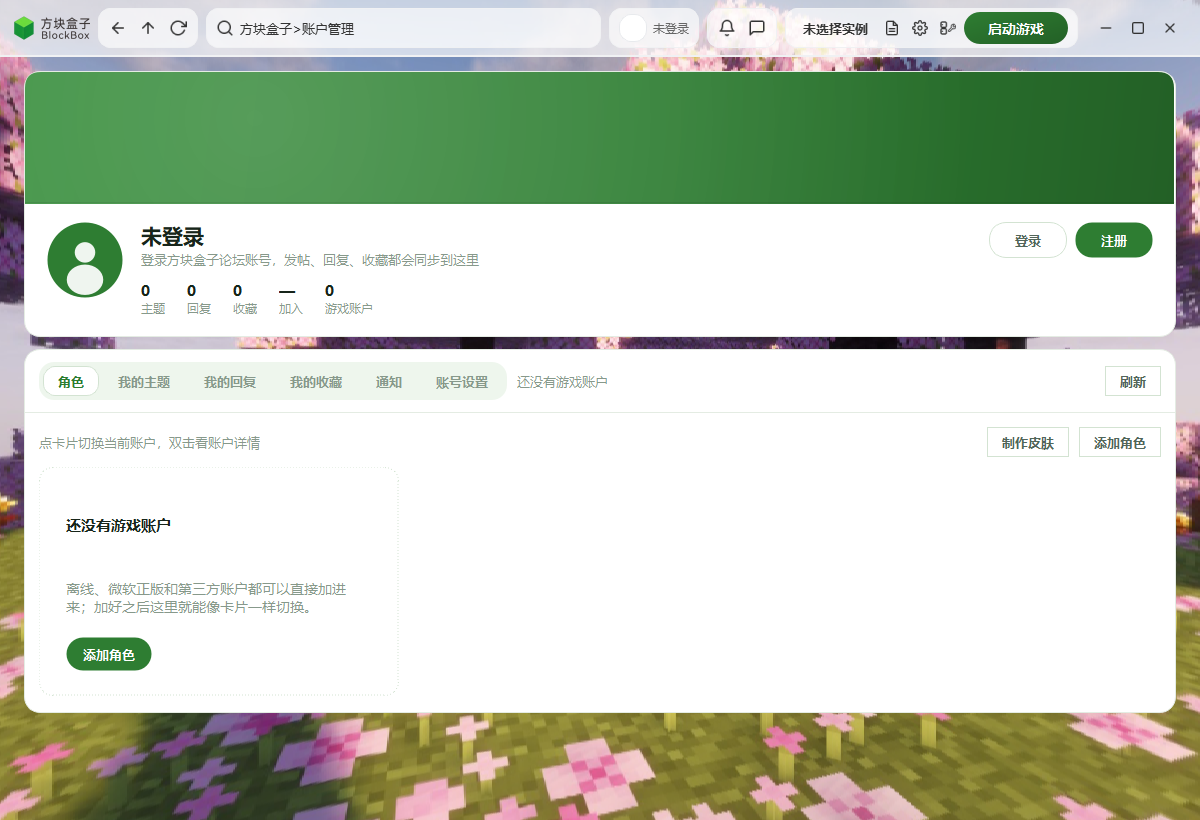 方块盒子
BlockBox
方块盒子>账户管理
未登录
未选择实例
启动游戏
未登录
登录方块盒子论坛账号，发帖、回复、收藏都会同步到这里
登录
注册
0 0 0 — 0
主题 回复 收藏 加入 游戏账户
角色 我的主题 我的回复 我的收藏 通知 账号设置 还没有游戏账户
刷新
点卡片切换当前账户，双击看账户详情
制作皮肤
添加角色
还没有游戏账户
离线、微软正版和第三方账户都可以直接加进
来；加好之后这里就能像卡片一样切换。
添加角色